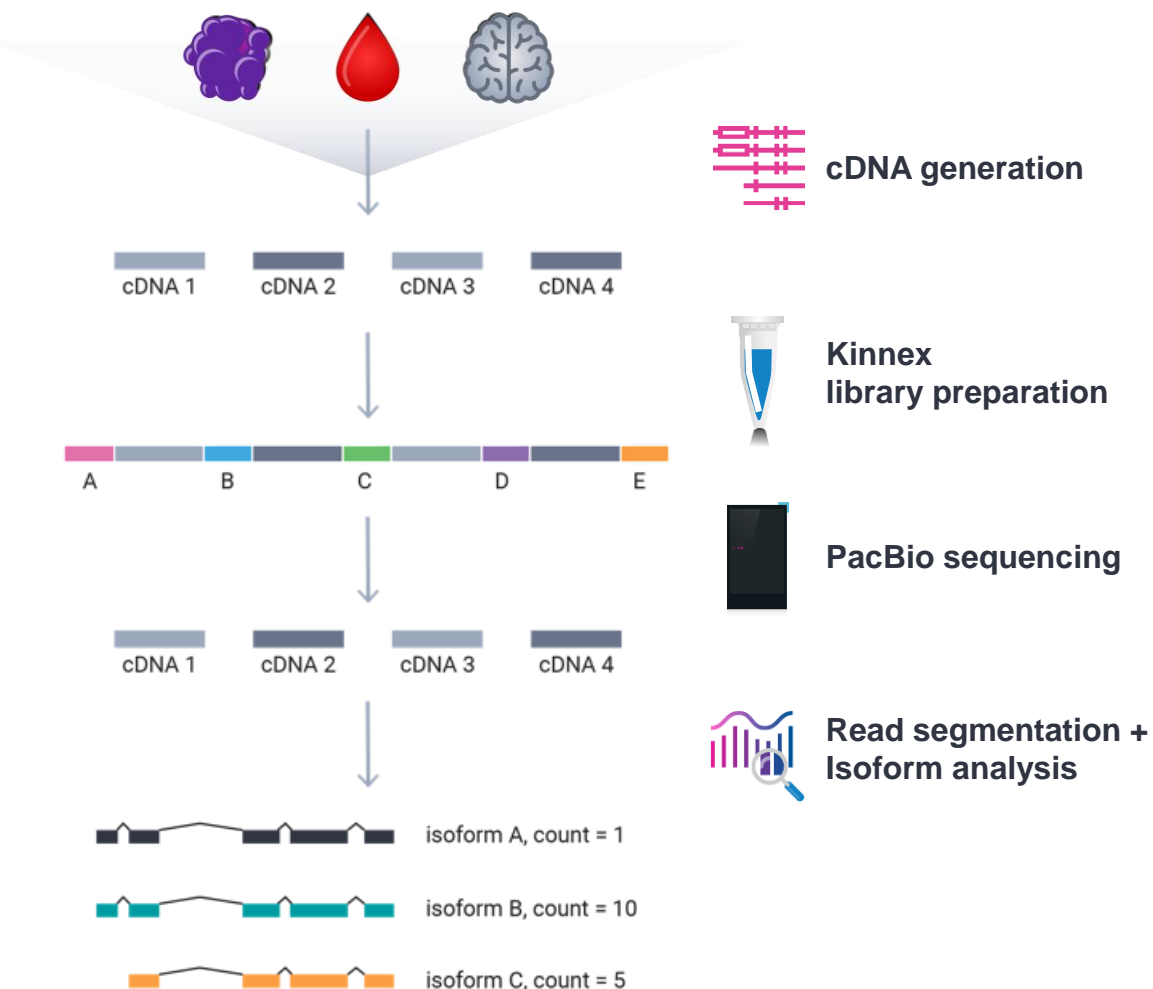 cDNA generation
cDNA 1
cDNA 2
cDNA 3
cDNA 4
Kinnex
library preparation
A
B
C
D
E
PacBio sequencing
cDNA 1
cDNA 2
cDNA 3
cDNA 4
Read segmentation +
Isoform analysis
isoform A, count = 1
isoform B, count = 10
isoform C, count = 5